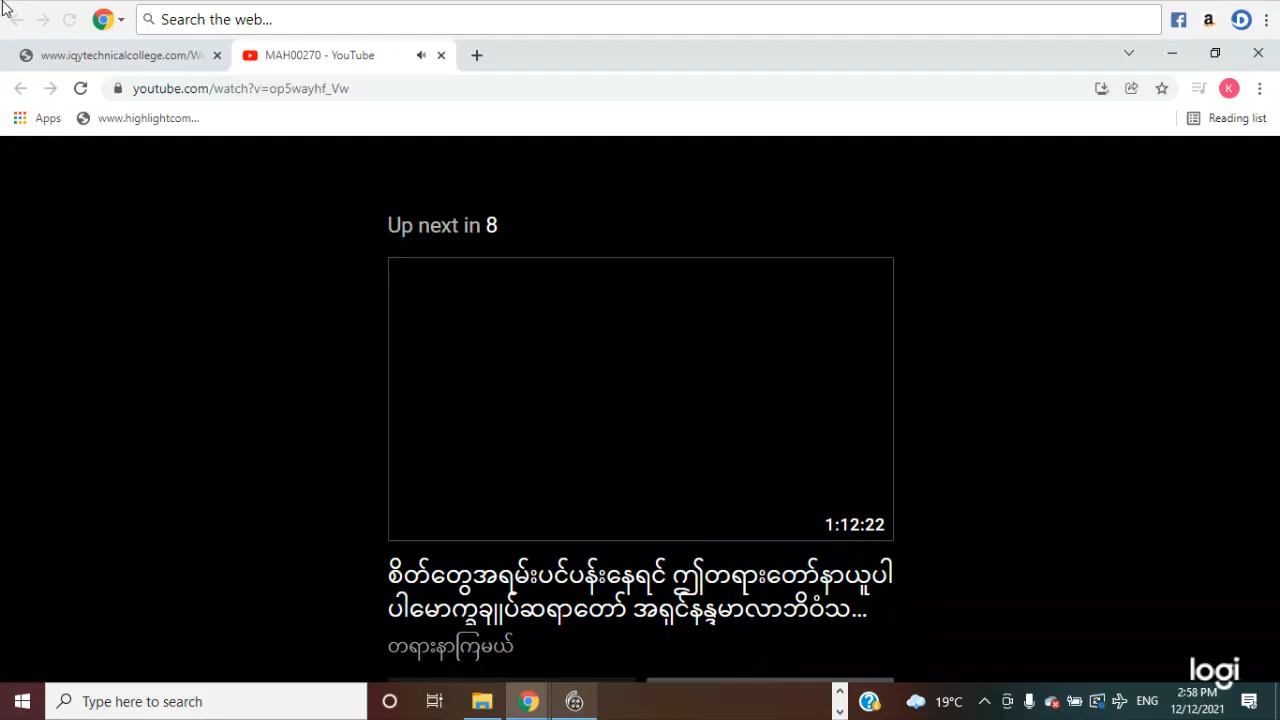 Search the web...
www.iqytechnicalcollege.com/We
MAH00270 - YouTube
youtube.com/watch?v=op5wayhf_Vw
Apps
www.highlightcom...
Reading list
K
Up next in 8
1:12:22
စိတ်တွေအရမ်းပင်ပန်းနေရင် ဤတရားတော်နာယူပါ
ပါမောက္ခချုပ်ဆရာတော် အရှင်နန္ဒမာလာဘိဝံသ...
တရားနာကြမယ်
logi
Type here to search
19°C
ENG
2:58 PM
12/12/2021